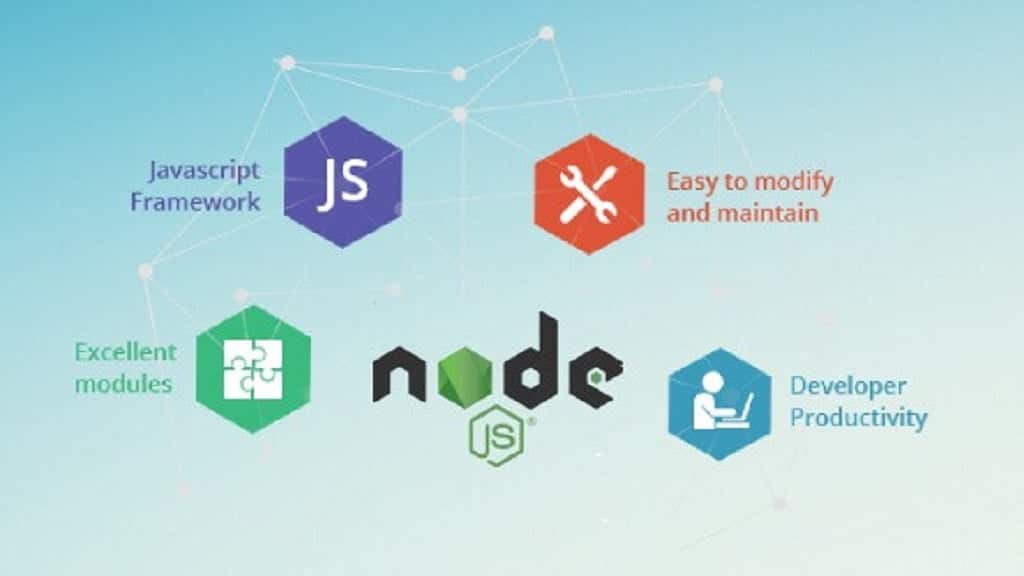 Javascript
Framework
JS
Easy to modify
and maintain
Excellent
modules
node
JS®
Developer
Productivity